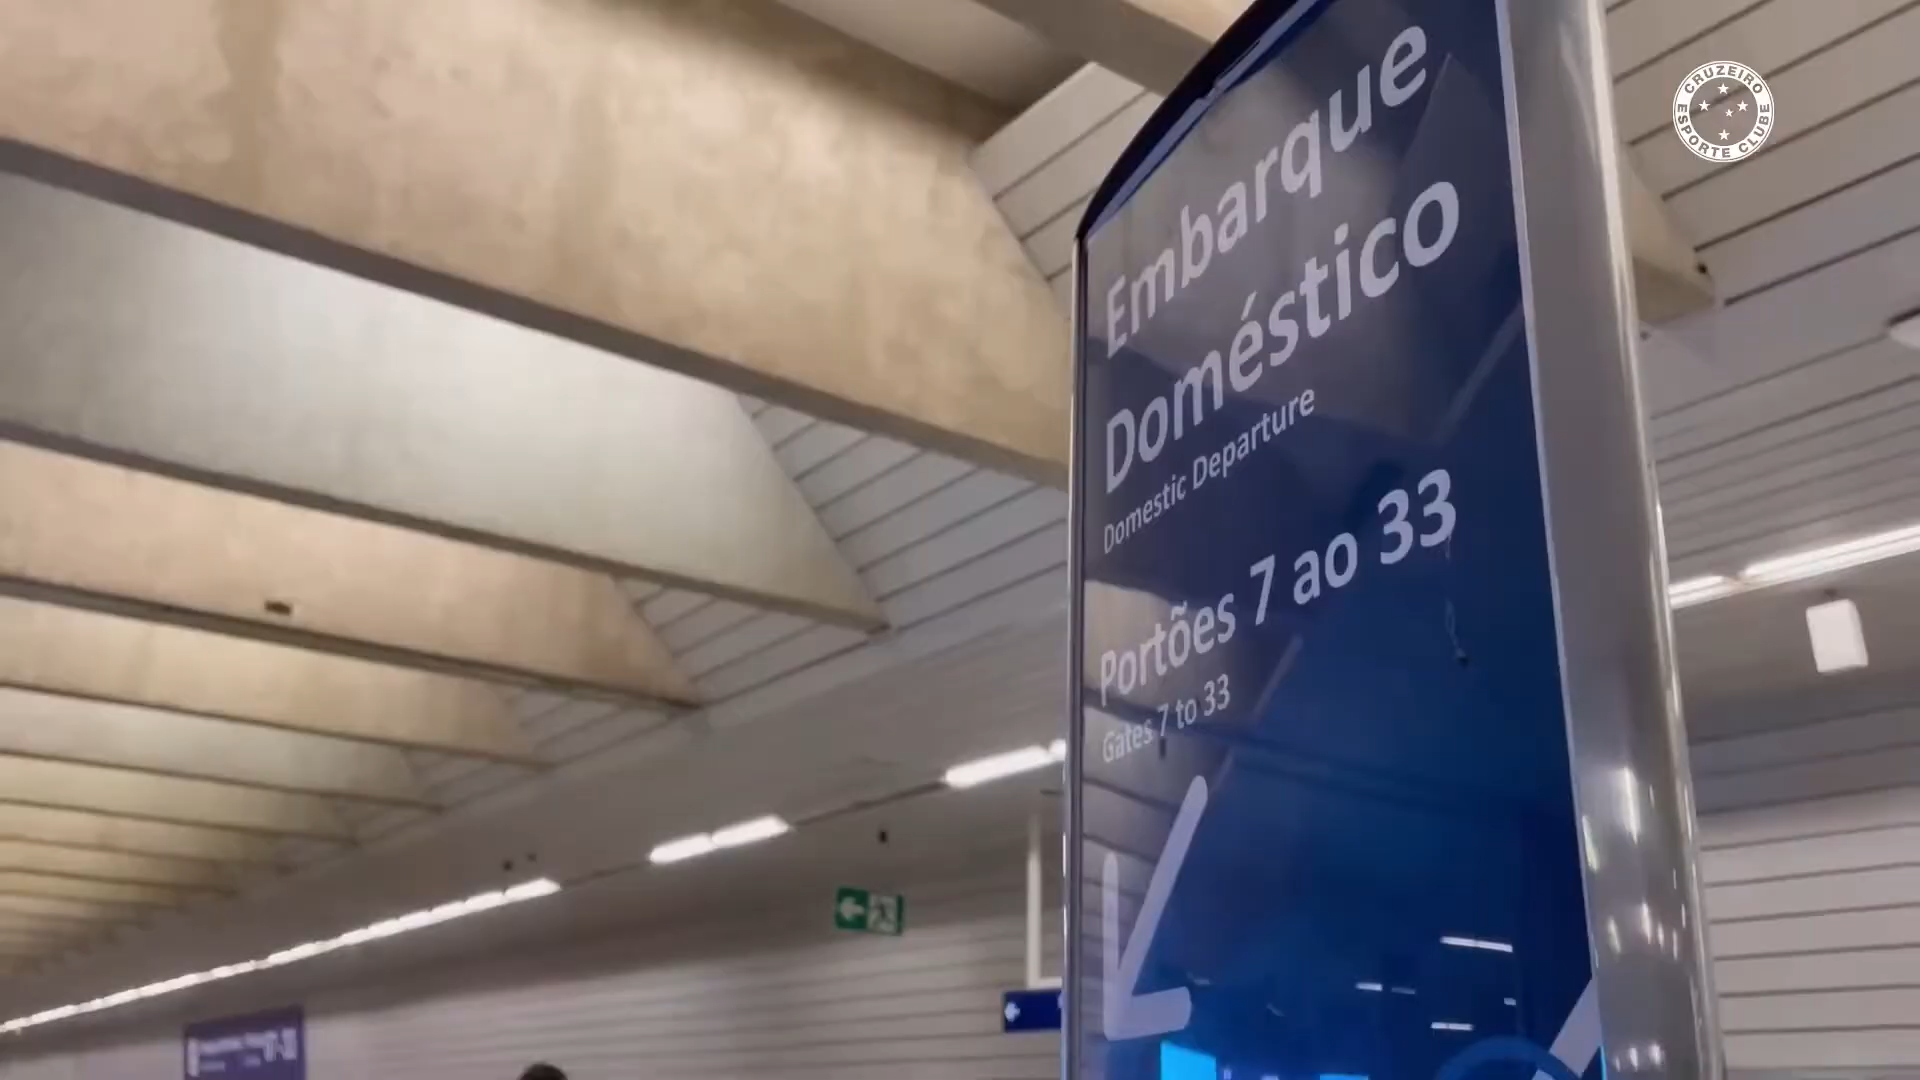 Embarque
Doméstico
Domestic Departure
Portões 7 ao 33
Gates 7 to 33
CRUZEIRO
ESPORTE CLUBE